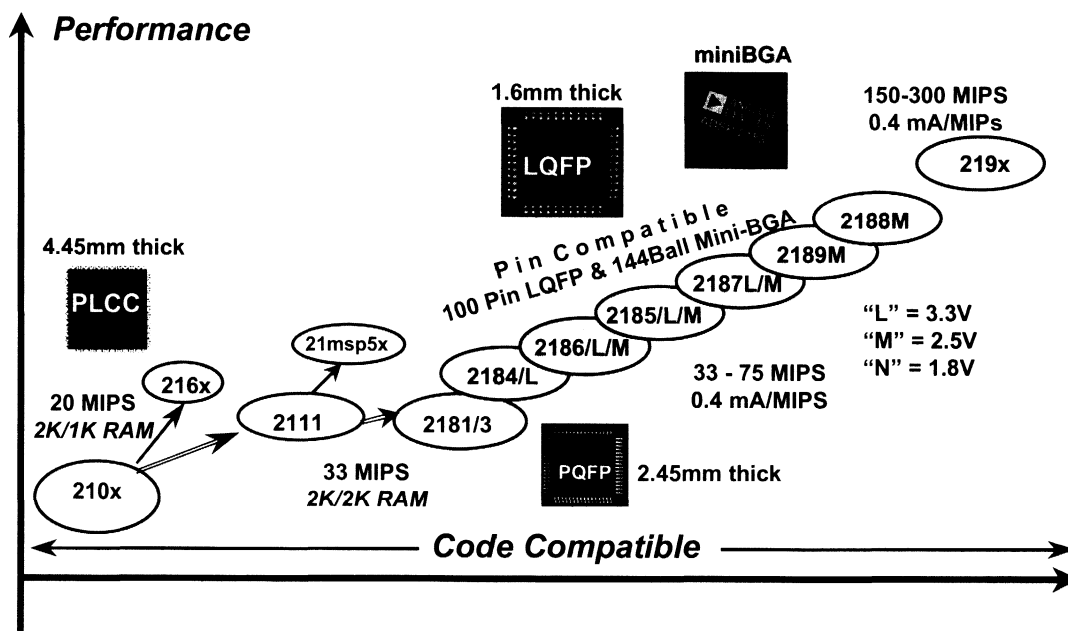 Performance
miniBGA
1.6mm thick
150-300 MIPS
0.4 mA/MIPs
LQFP
219x
Pin Compatible
100 Pin LQFP & 144Ball Mini-BGA
2188M
4.45mm thick
2189M
PLCC
2187L/M
2185/L/M
"L" = 3.3V
"M" = 2.5V
"N" = 1.8V
21msp5x
2186/L/M
216x
2184/L
33 - 75 MIPS
0.4 mA/MIPS
20 MIPS
2K/1K RAM
2111
2181/3
33 MIPS
2K/2K RAM
PQFP
2.45mm thick
210x
Code Compatible